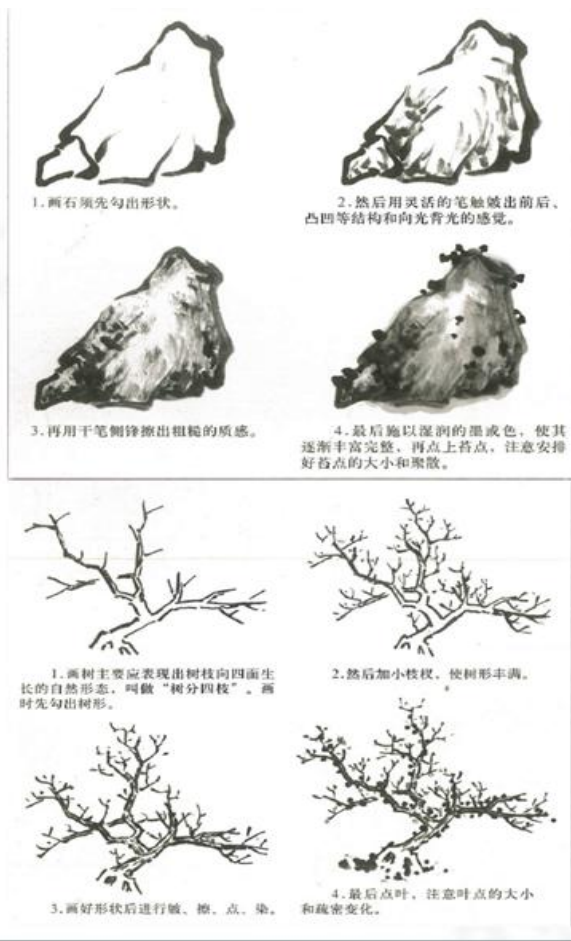 1.画石须先勾出形状。
2.然后用灵活的笔触皴出前后、
凸凹等结构和向光背光的感觉。
3.再用干笔侧锋擦出粗糙的质感。
4.最后施以湿润的墨或色，使其
逐渐丰富完整、再点上苔点，注意安排
好苔点的大小和聚散。
1.画树主要应表现出树枝向四面生
长的自然形态，叫做“树分四枝”。画
时先勾出树形。
2.然后加小枝杈，使树形丰满。
3.画好形状后进行皴、擦、点、染。
4.最后点叶，注意叶点的大小
和疏密变化。